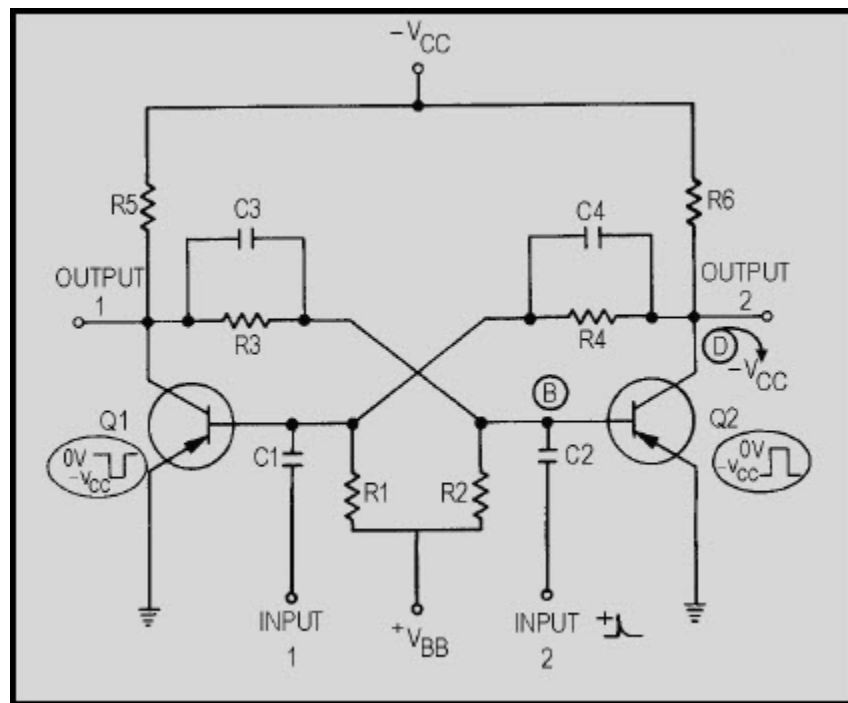 –VCC
R5
C3
C4
R6
OUTPUT
1
OUTPUT
2
R3
R4
D
–VCC
B
Q1
Q2
0V
–VCC
C1
R1
R2
C2
0V
–VCC
INPUT
1
+VBB
INPUT
2
+